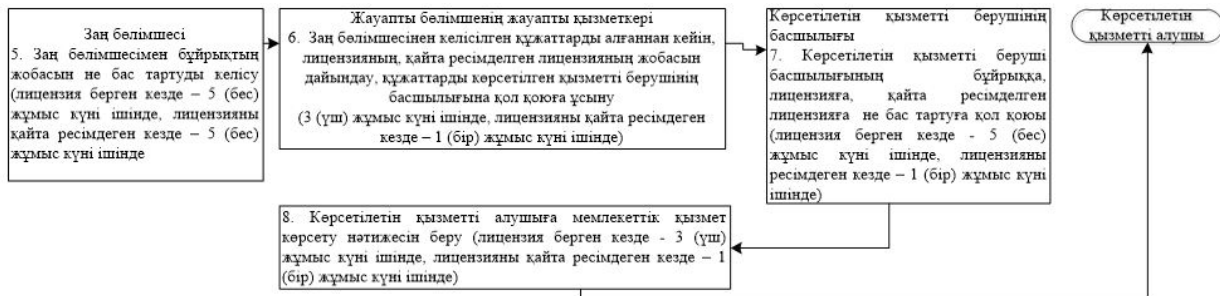 Заң бөлімшесі
5. Заң бөлімшесімен бұйрықтың
жобасын не бас тартуды келісу
(лицензия берген кезде – 5 (бес)
жұмыс күні ішінде, лицензияны
қайта ресімдеген кезде – 5 (бес)
жұмыс күні ішінде
Жауапты бөлімшенің жауапты қызметкері
6. Заң бөлімшесінен келісілген құжаттарды алғаннан кейін,
лицензияның, қайта ресімделген лицензияның жобасын
дайындау, құжаттарды көрсетілген қызметті берушінің
басшылығына қол қоюға ұсыну
(3 (үш) жұмыс күні ішінде, лицензияны қайта ресімдеген
кезде – 1 (бір) жұмыс күні ішінде)
Көрсетілетін қызметті берушінің
басшылығы
7. Көрсетілетін қызметті беруші
басшылығының бұйрыққа,
лицензияға, қайта ресімделген
лицензияға не бас тартуға қол қоюы
(лицензия берген кезде - 5 (бес)
жұмыс күні ішінде, лицензияны
ресімдеген кезде – 1 (бір) жұмыс күні
ішінде)
Көрсетілетін
қызметті алушы
8. Көрсетілетін қызметті алушыға мемлекеттік қызмет
көрсету нәтижесін беру (лицензия берген кезде - 3 (үш)
жұмыс күні ішінде, лицензияны қайта ресімдеген кезде – 1
(бір) жұмыс күні ішінде)